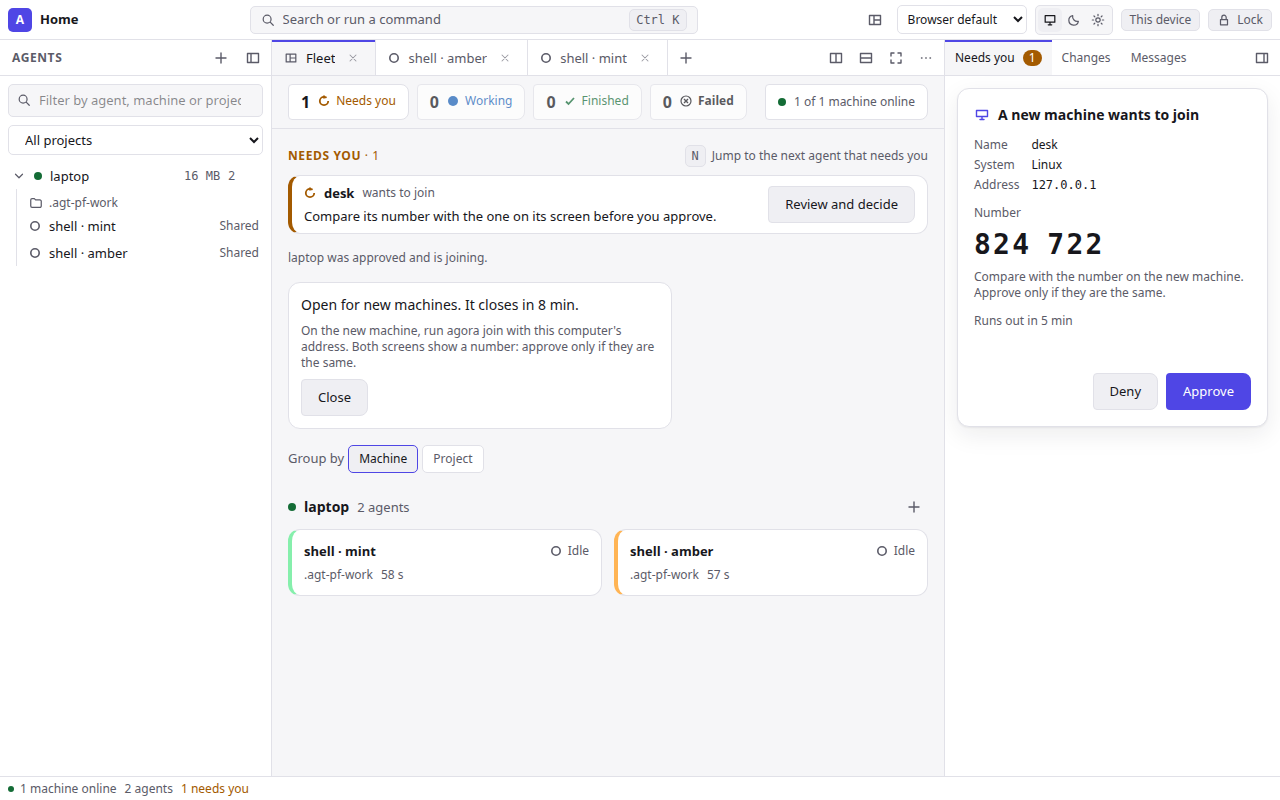 A Home
Search or run a command Ctrl K
Browser default
This device
Lock
AGENTS
Filter by agent, machine or projec
All projects
laptop 16 MB 2
.agt-pf-work
shell · mint Shared
shell · amber Shared
Fleet
shell · amber
shell · mint
1 Needs you
0 Working
0 Finished
0 Failed
1 of 1 machine online
NEEDS YOU · 1
N Jump to the next agent that needs you
desk wants to join
Compare its number with the one on its screen before you approve.
Review and decide
laptop was approved and is joining.
Open for new machines. It closes in 8 min.
On the new machine, run agora join with this computer's
address. Both screens show a number: approve only if they are
the same.
Close
Group by Machine Project
laptop 2 agents
shell · mint Idle
.agt-pf-work 58 s
shell · amber Idle
.agt-pf-work 57 s
Needs you 1
Changes
Messages
A new machine wants to join
Name desk
System Linux
Address 127.0.0.1
Number
824 722
Compare with the number on the new machine.
Approve only if they are the same.
Runs out in 5 min
Deny
Approve
1 machine online 2 agents 1 needs you